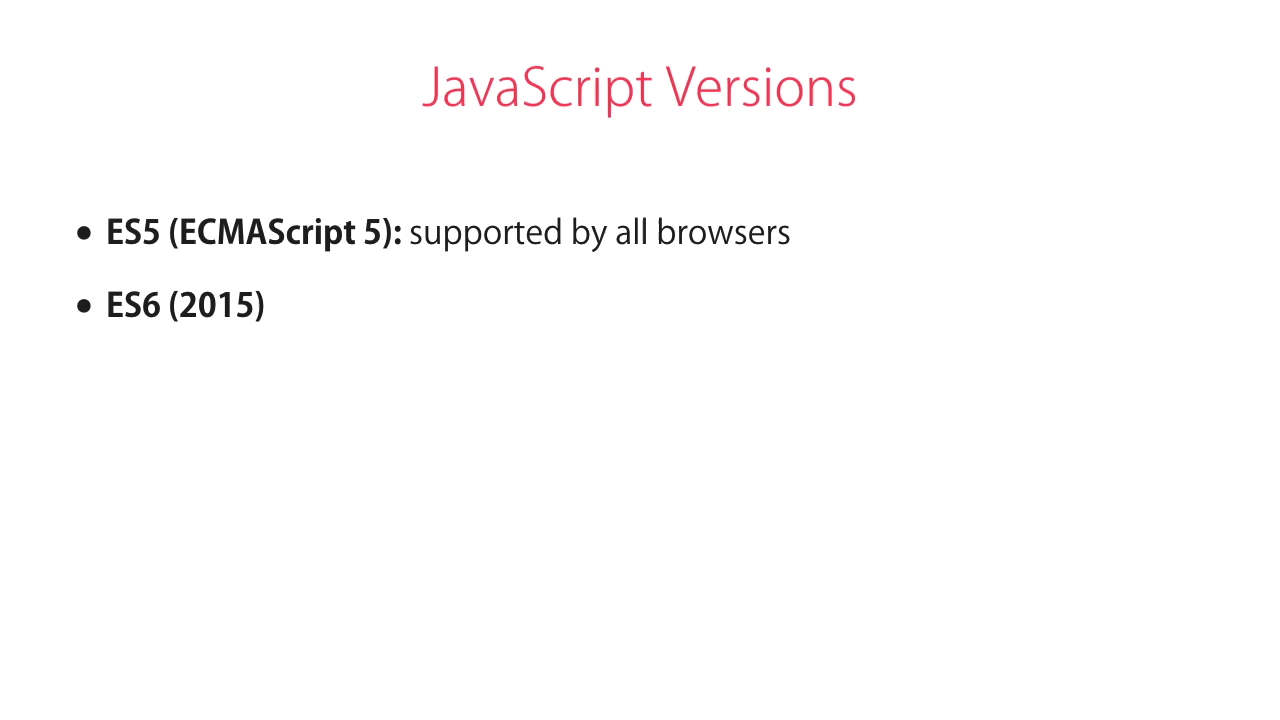 JavaScript Versions
• ES5 (ECMAScript 5): supported by all browsers
• ES6 (2015)